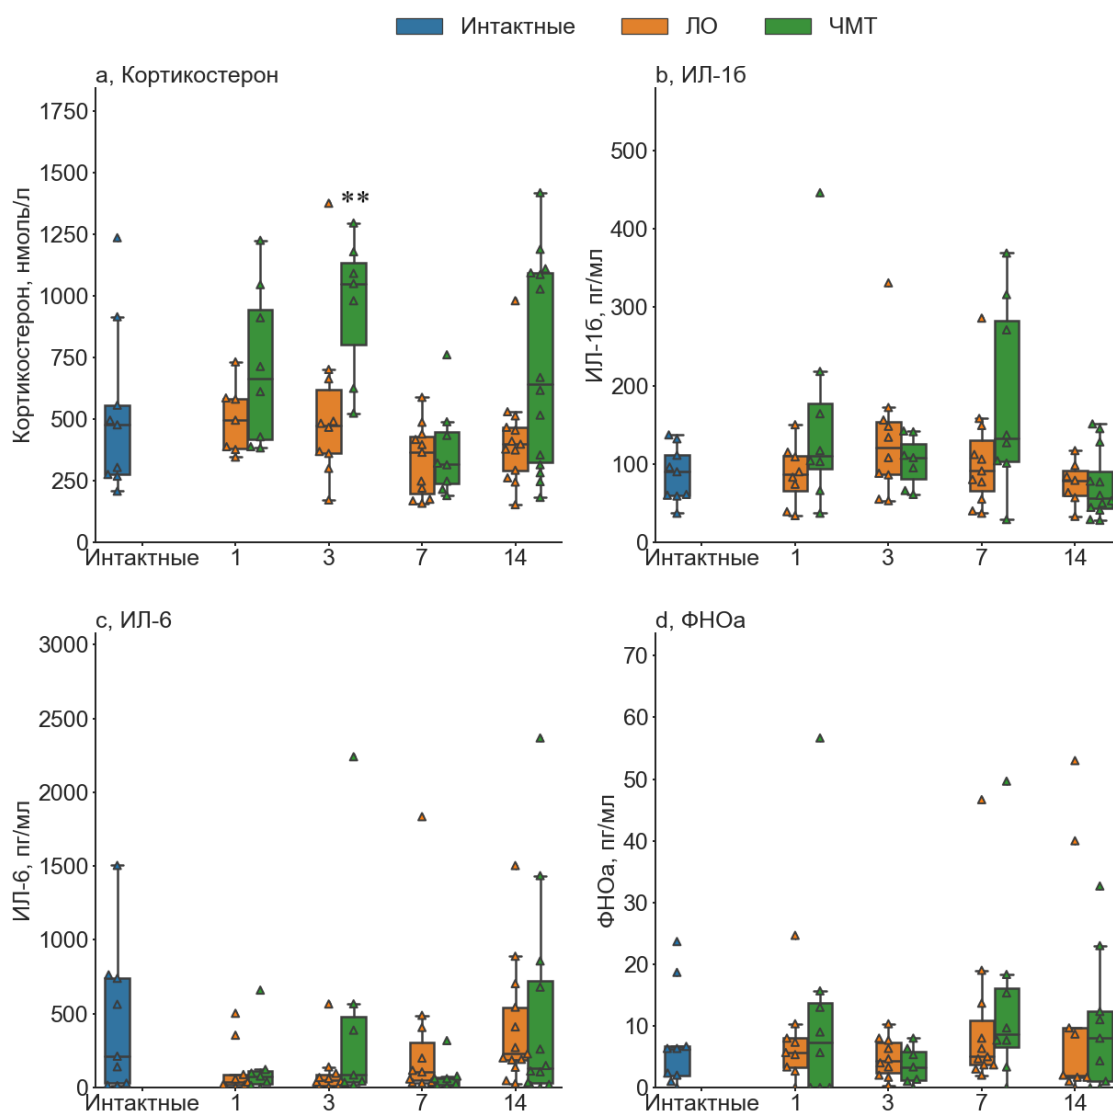 Интактные ЛО ЧМТ
a, Кортикостерон
Кортикостерон, нмоль/л
1750
1500
1250
1000
750
500
250
0
**
Интактные 1 3 7 14
b, ИЛ-1б
ИЛ-1б, пг/мл
500
400
300
200
100
0
Интактные 1 3 7 14
c, ИЛ-6
ИЛ-6, пг/мл
3000
2500
2000
1500
1000
500
0
Интактные 1 3 7 14
d, ФНОа
ФНОа, пг/мл
70
60
50
40
30
20
10
0
Интактные 1 3 7 14